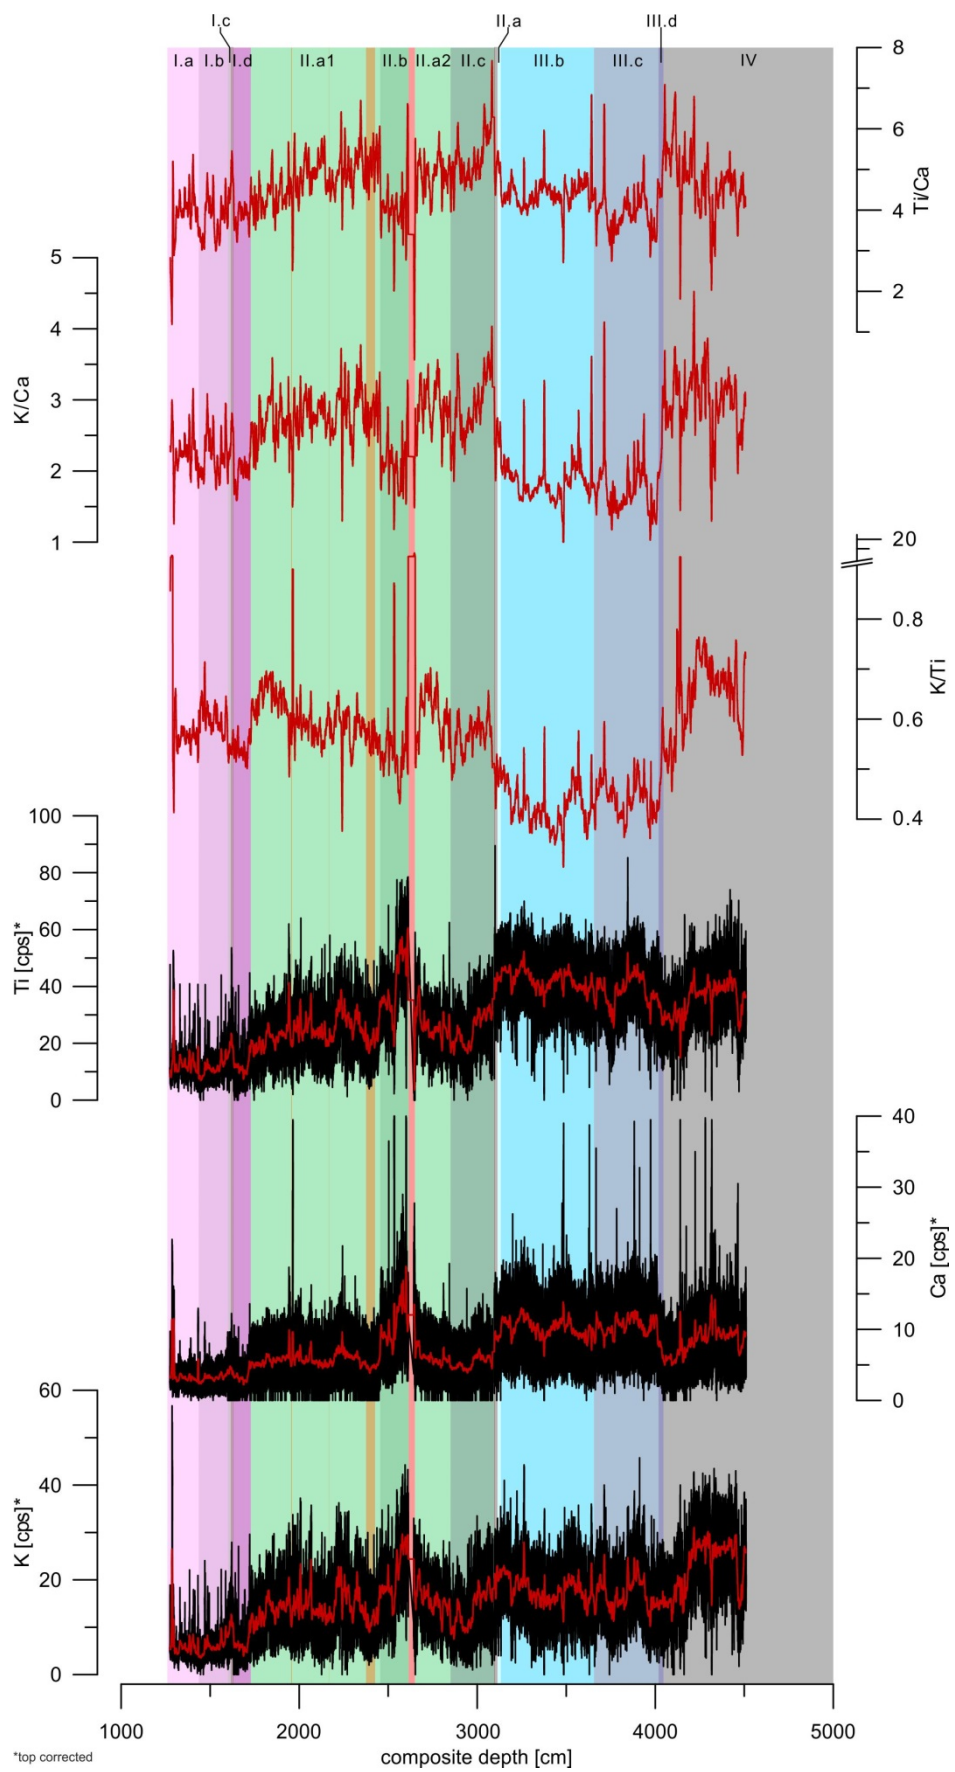 I.c
II.a
III.d
I.a
I.b
I.d
II.a1
II.b
II.a2
II.c
III.b
III.c
IV
8
6
4
2
Ti/Ca
5
4
3
2
1
K/Ca
20
0.8
0.6
0.4
K/Ti
100
80
60
40
20
0
Ti [cps]*
40
30
20
10
0
Ca [cps]*
60
40
20
0
K [cps]*
1000
2000
3000
4000
5000
composite depth [cm]
*top corrected